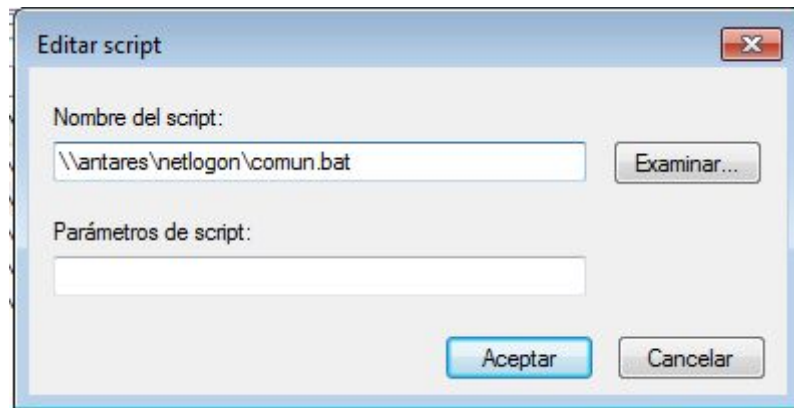 Editar script
Nombre del script:
\\antares\netlogon\comun.bat
Examinar...
Parámetros de script:
Aceptar
Cancelar